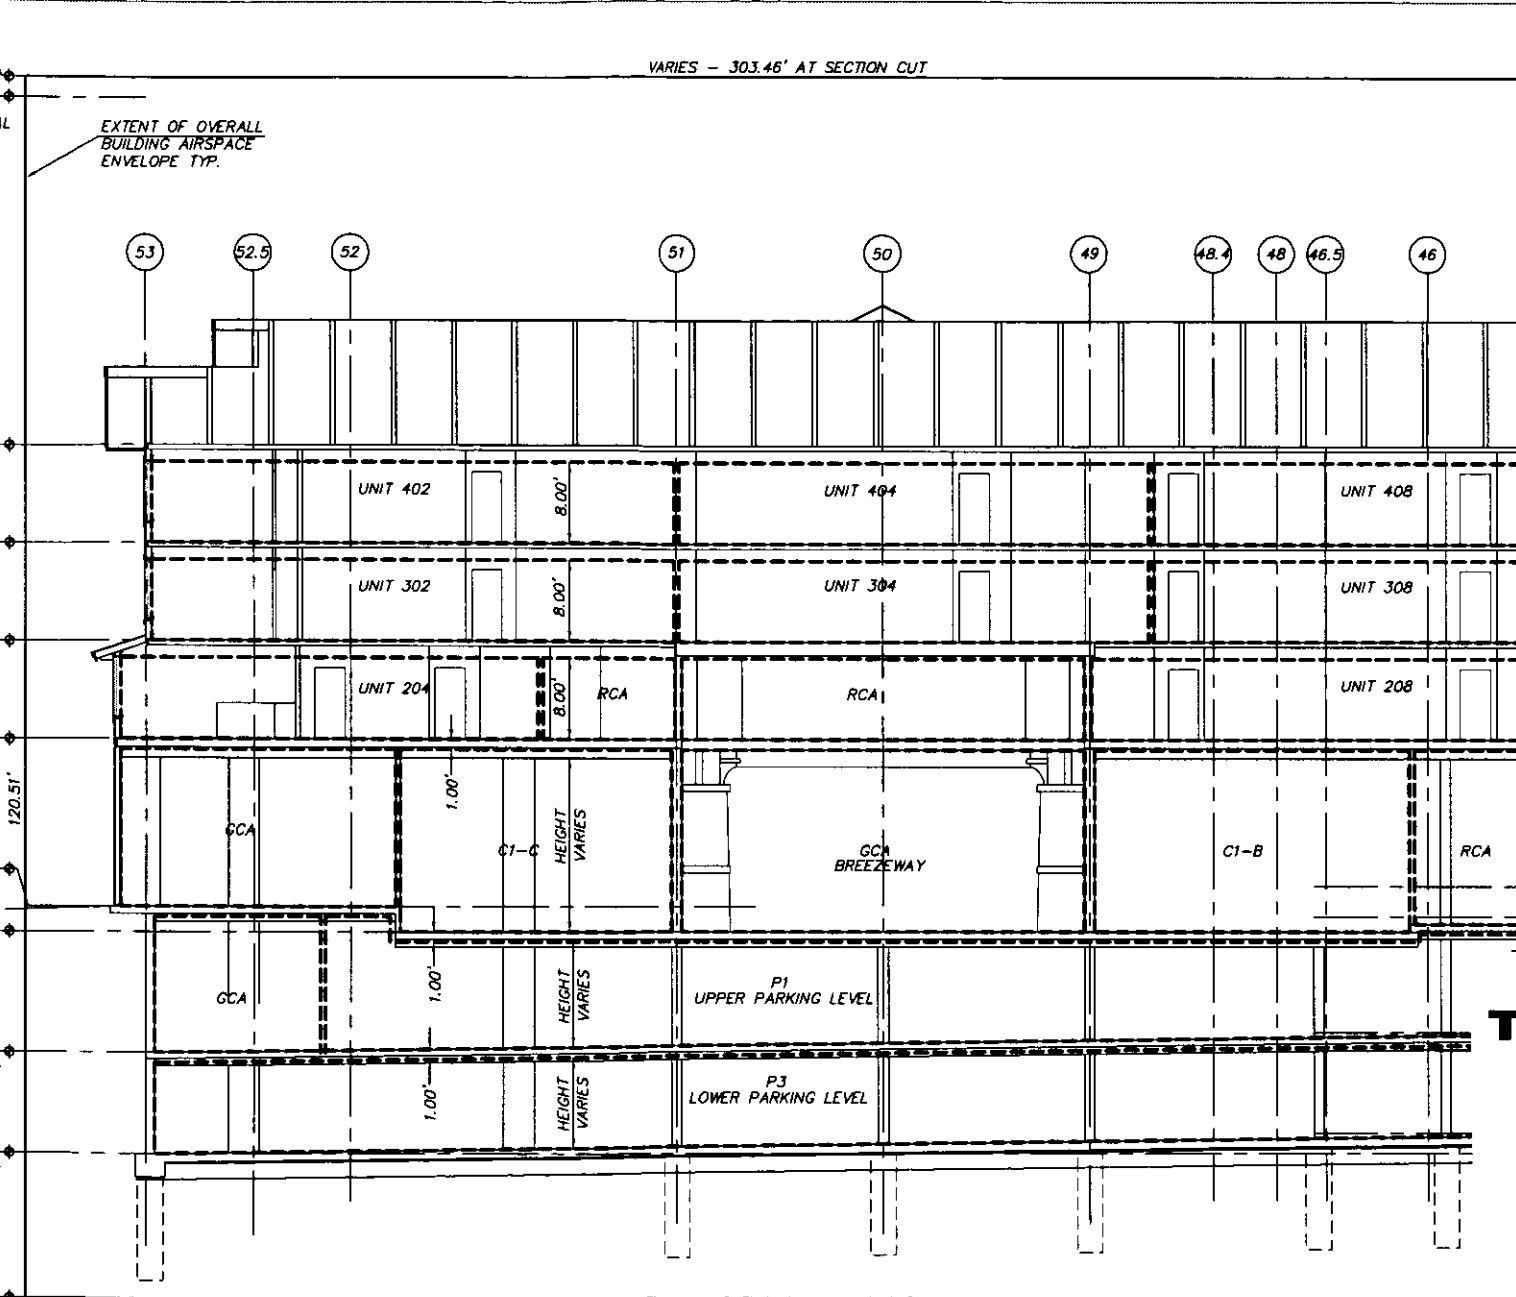 VARIES - 303.46' AT SECTION CUT
EXTENT OF OVERALL
BUILDING AIRSPACE
ENVELOPE TYP.
53
52.5
52
51
50
49
48.4
48
46.5
46
UNIT 402
8.00'
UNIT 404
UNIT 408
UNIT 302
8.00'
UNIT 304
UNIT 308
UNIT 204
8.00'
RCA
RCA
UNIT 208
120.51'
GCA
1.00'
C1-C
HEIGHT
VARIES
GCA
BREEZEWAY
C1-B
RCA
GCA
1.00'
HEIGHT
VARIES
P1
UPPER PARKING LEVEL
1.00'
HEIGHT
VARIES
P3
LOWER PARKING LEVEL